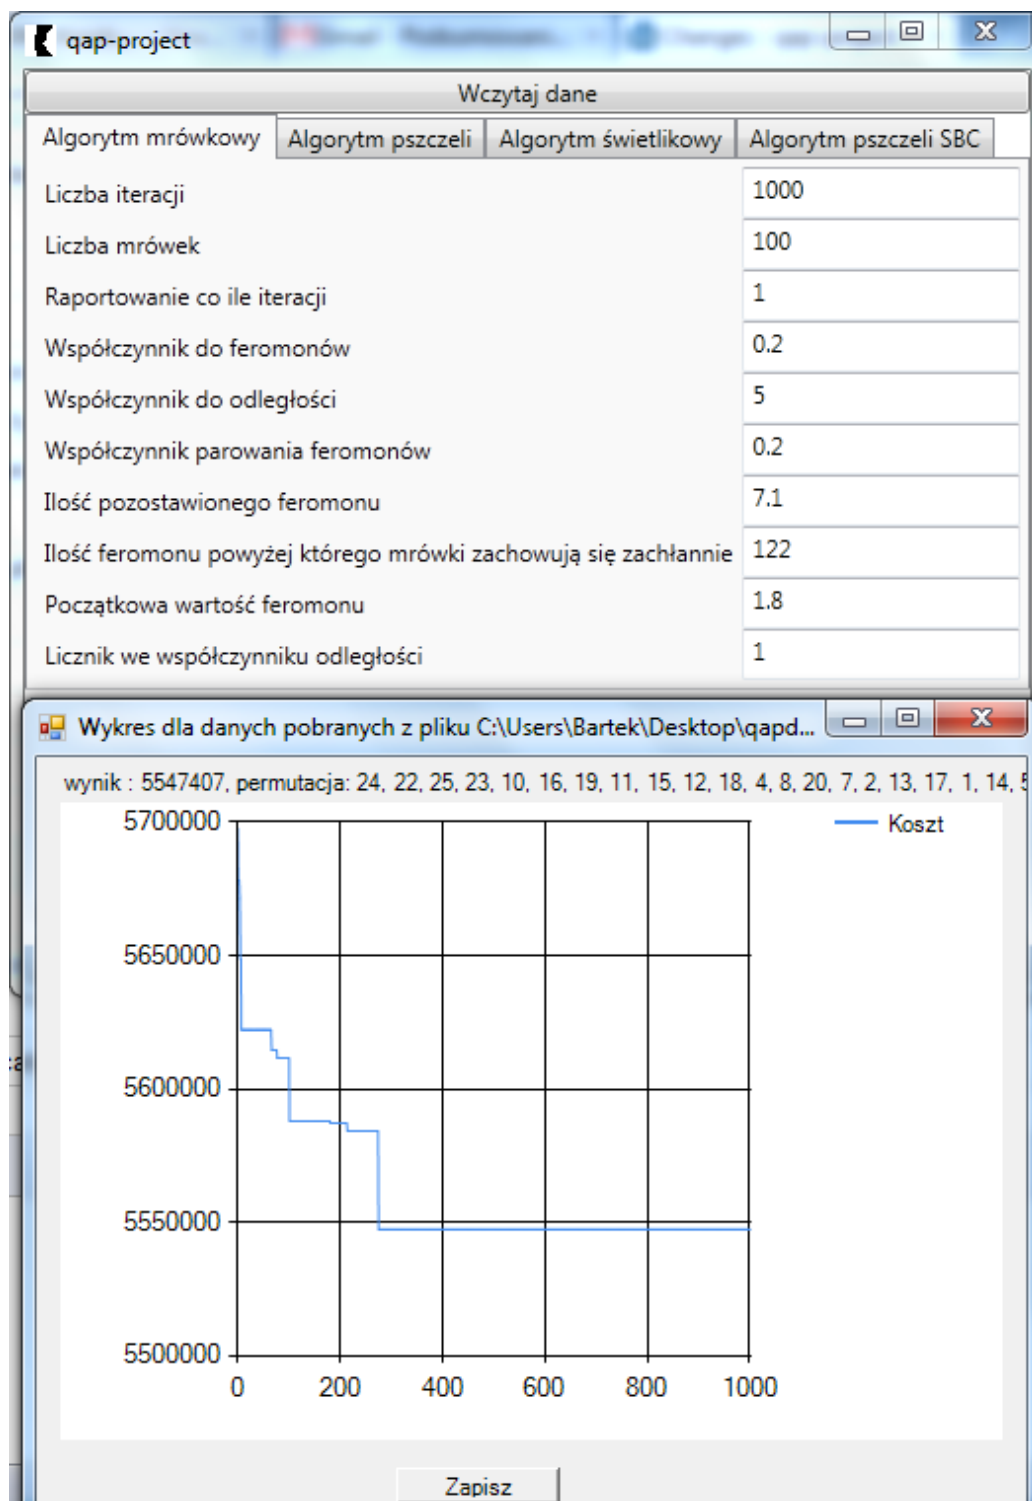 qap-project
Wczytaj dane
Algorytm mrówkowy Algorytm pszczeli Algorytm świetlikowy Algorytm pszczeli SBC
Liczba iteracji 1000
Liczba mrówek 100
Raportowanie co ile iteracji 1
Współczynnik do feromonów 0.2
Współczynnik do odległości 5
Współczynnik parowania feromonów 0.2
Ilość pozostawionego feromonu 7.1
Ilość feromonu powyżej którego mrówki zachowują się zachłannie 122
Początkowa wartość feromonu 1.8
Licznik we współczynniku odległości 1
Wykres dla danych pobranych z pliku C:\Users\Bartek\Desktop\qapd...
wynik : 5547407, permutacja: 24, 22, 25, 23, 10, 16, 19, 11, 15, 12, 18, 4, 8, 20, 7, 2, 13, 17, 1, 14,
5700000
Koszt
5650000
5600000
5550000
5500000
0 200 400 600 800 1000
Zapisz